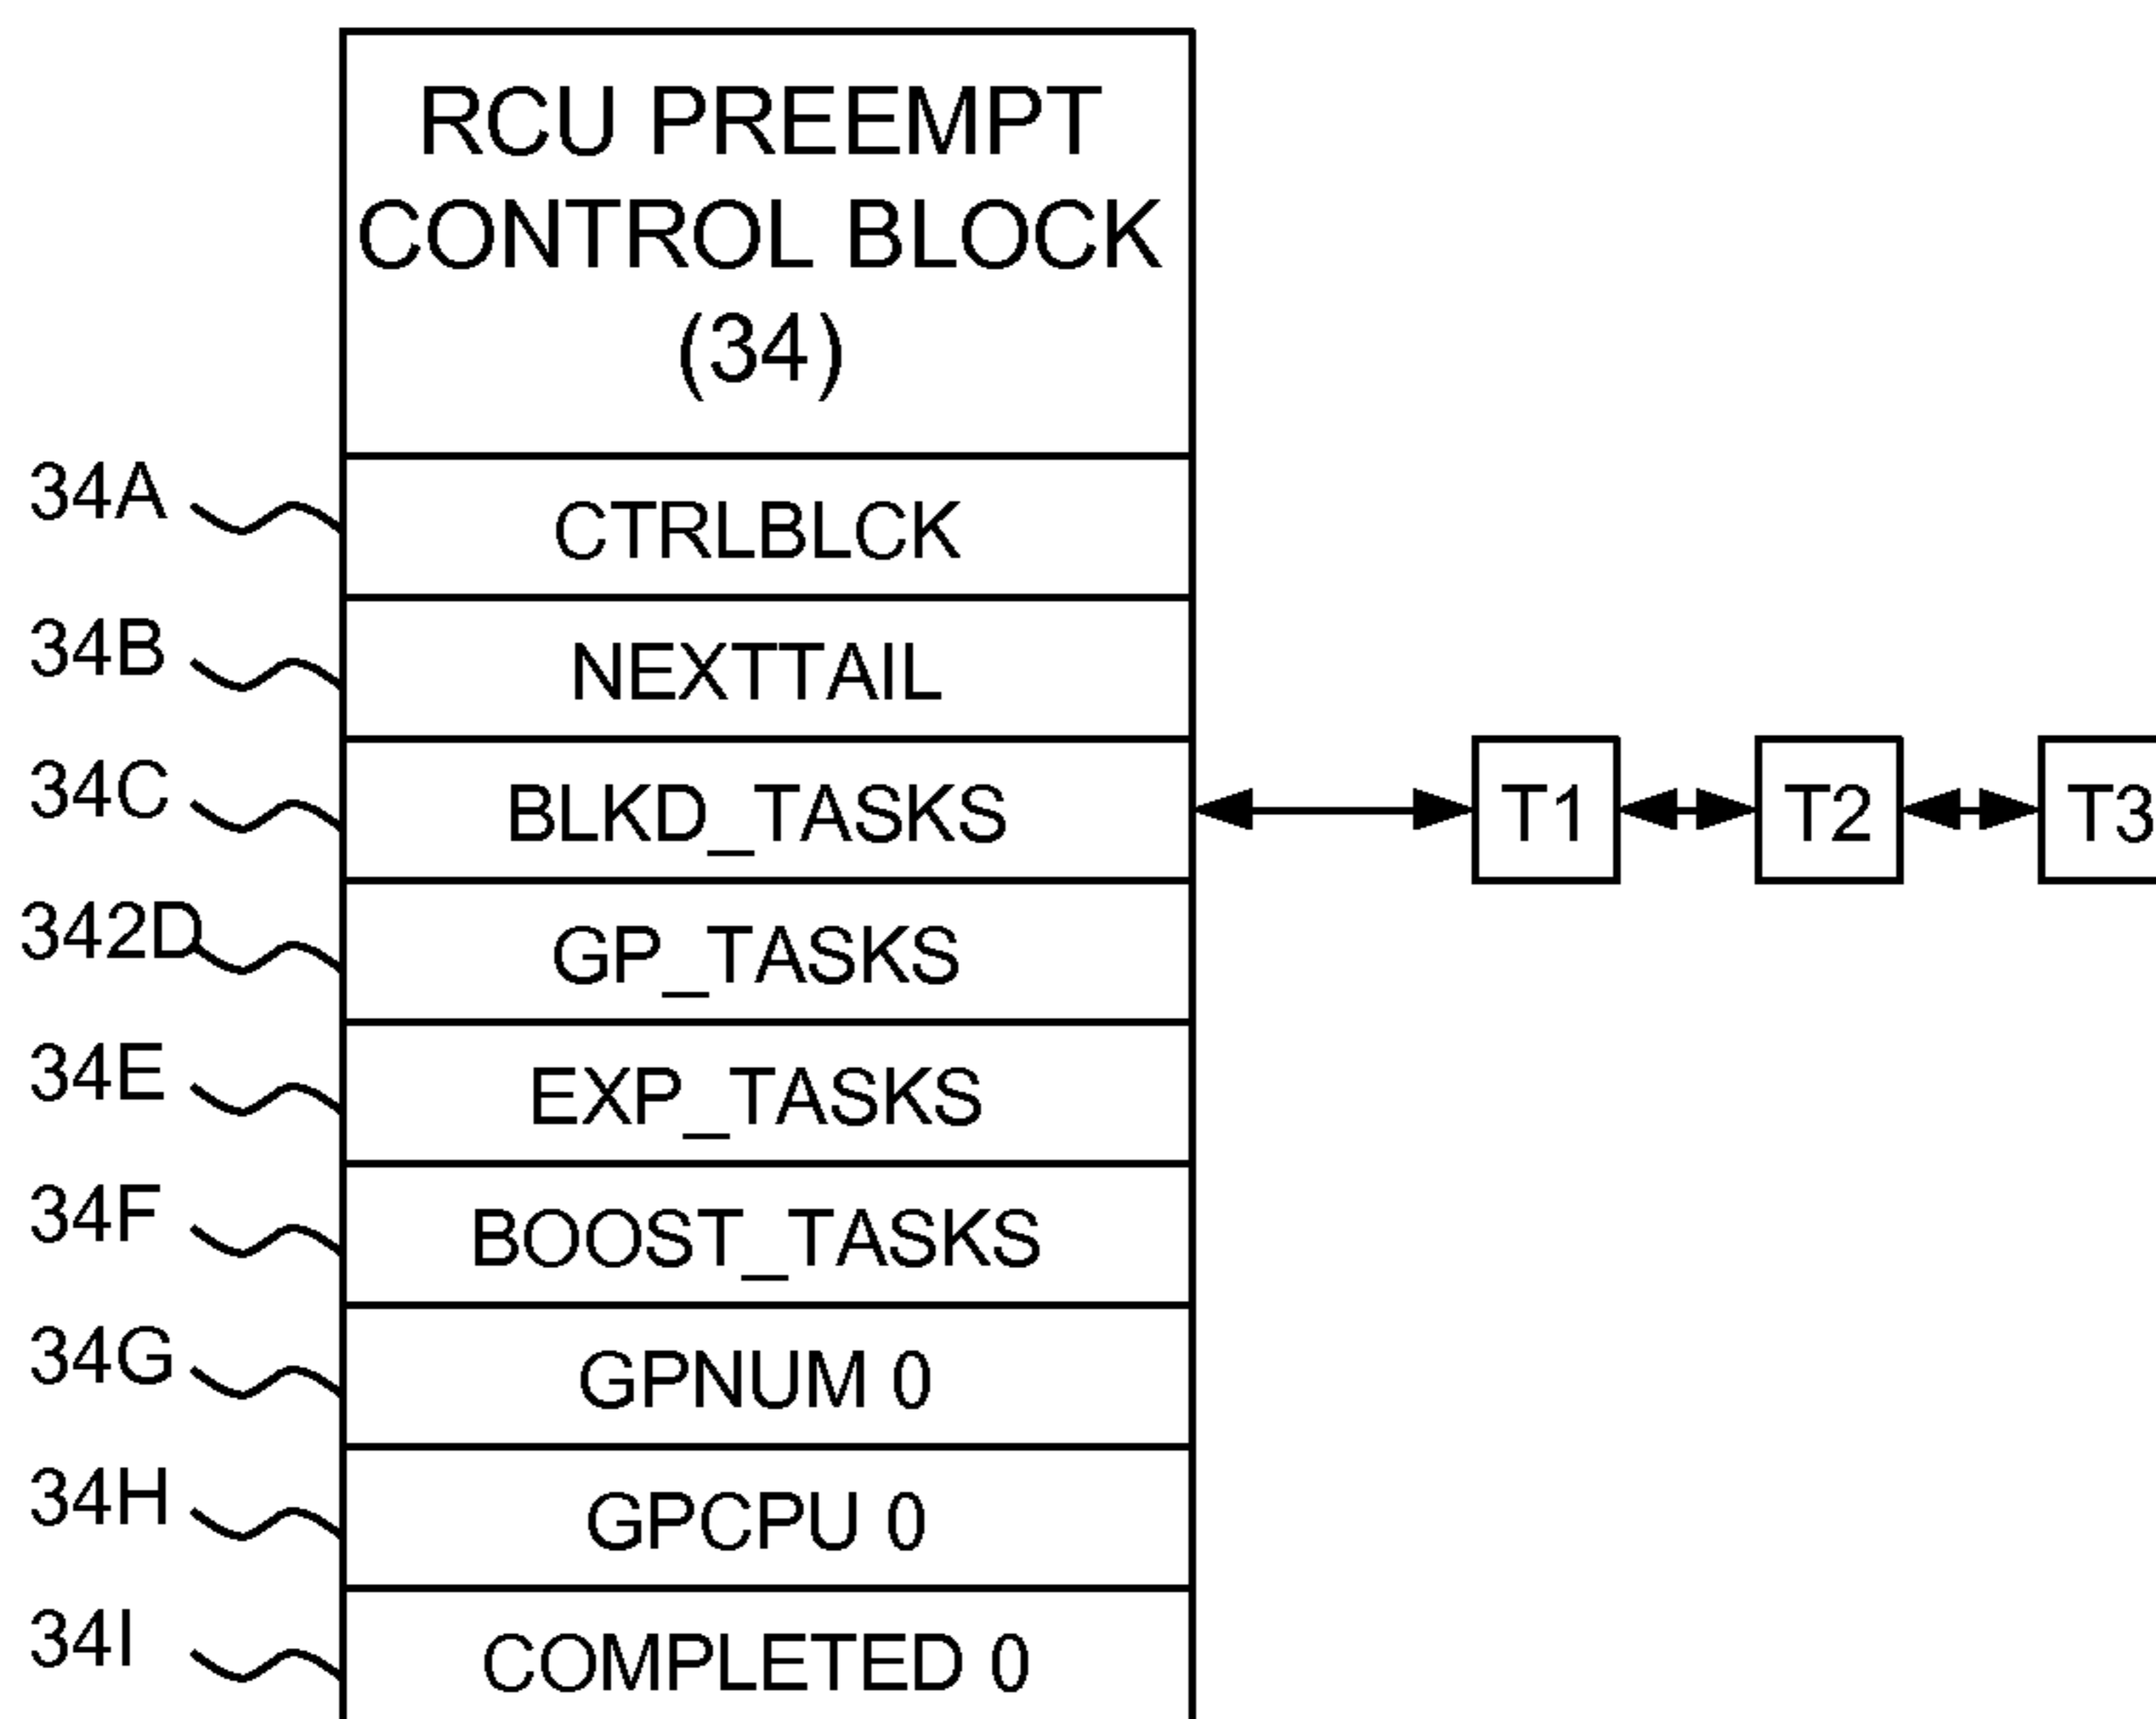 RCU PREEMPT
CONTROL BLOCK
(34)
34A CTRLBLCK
34B NEXTTAIL
34C BLKD_TASKS T1 T2 T3
342D GP_TASKS
34E EXP_TASKS
34F BOOST_TASKS
34G GPNUM 0
34H GPCPU 0
34I COMPLETED 0